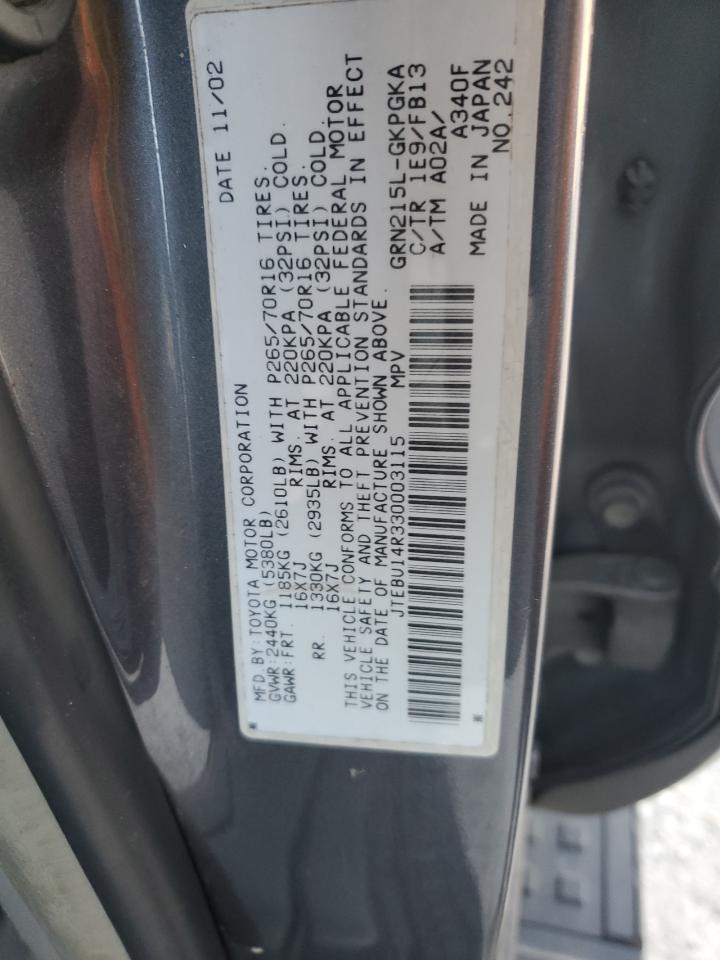 MFD. BY: TOYOTA MOTOR CORPORATION DATE 11/02
GVWR: 2440KG (5380LB)
GAWR: FRT. 1185KG (2610LB) WITH P265/70R16 TIRES.
16X7J RIMS. AT 220KPA (32PSI) COLD.
RR. 1330KG (2935LB) WITH P265/70R16 TIRES.
16X7J RIMS. AT 220KPA (32PSI) COLD.
THIS VEHICLE CONFORMS TO ALL APPLICABLE FEDERAL MOTOR
VEHICLE SAFETY AND THEFT PREVENTION STANDARDS IN EFFECT
ON THE DATE OF MANUFACTURE SHOWN ABOVE.
JTEBU14R330003115 MPV GRN215L-GKPGKA
C/TR 1E9/FB13
A/TM A02A/
A340F
MADE IN JAPAN
NO.242